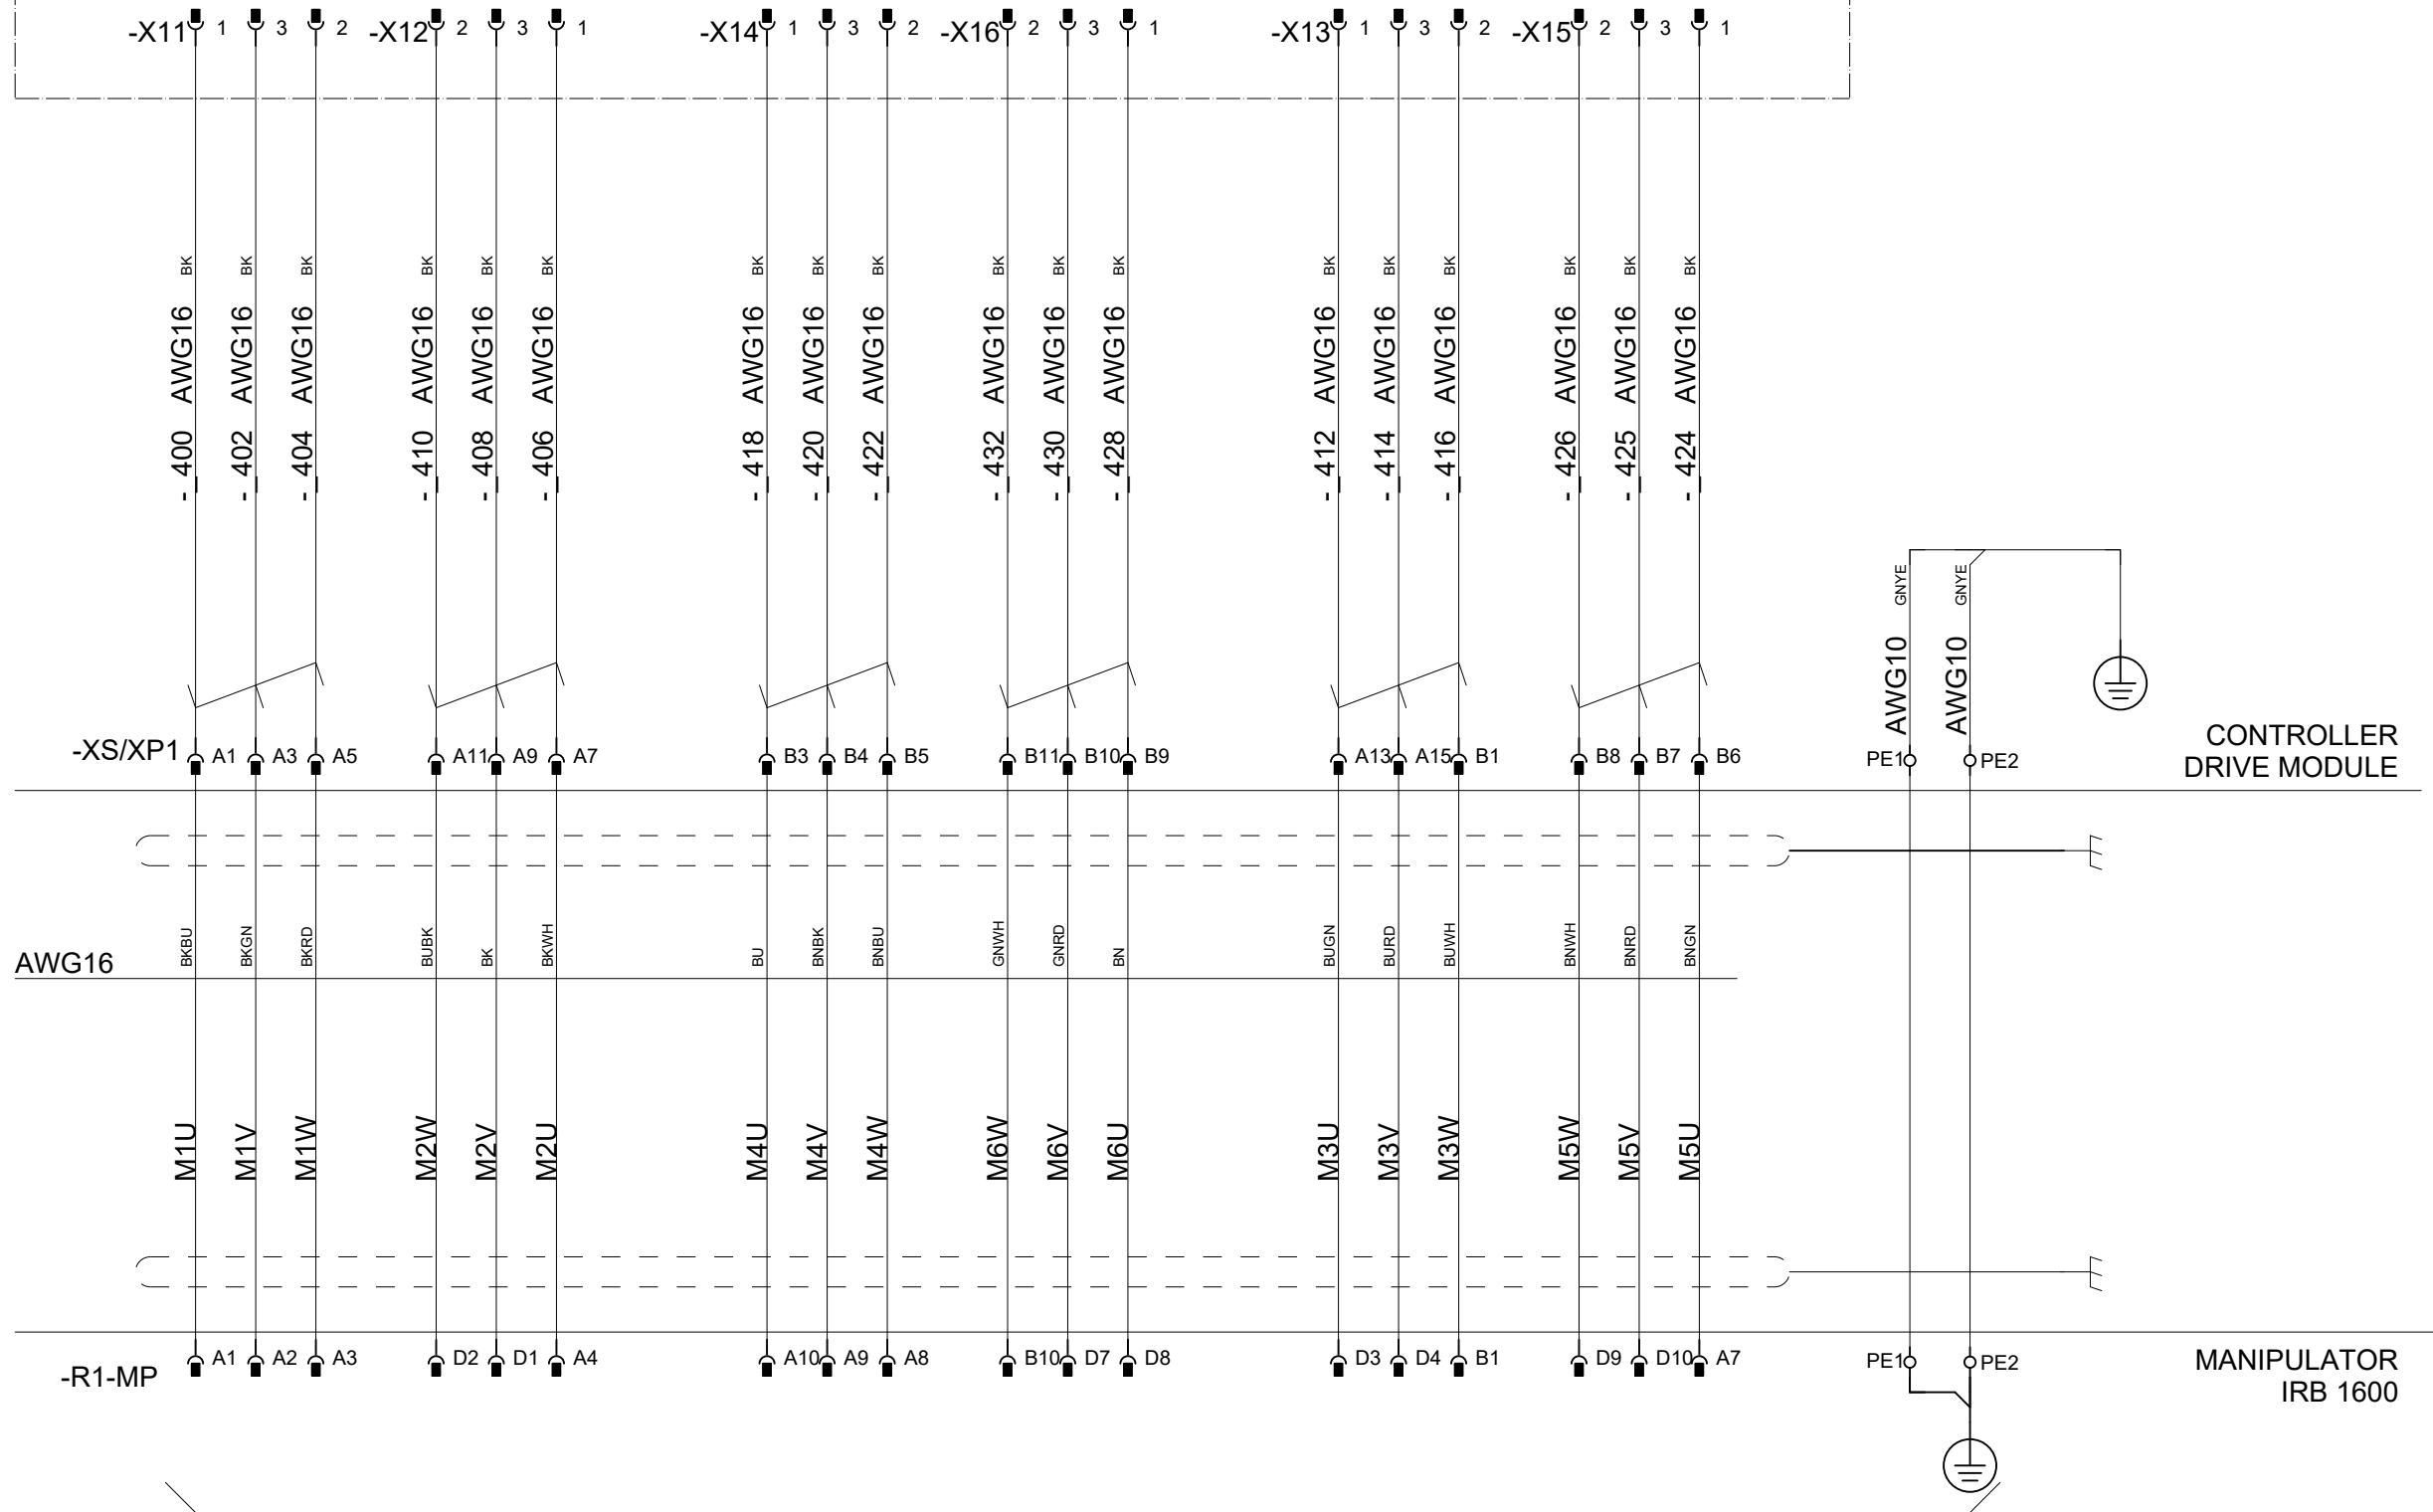 -X11 1 3 2 -X12 2 3 1 -X14 1 3 2 -X16 2 3 1 -X13 1 3 2 -X15 2 3 1
BK BK BK BK BK BK BK BK BK BK BK BK BK BK BK BK BK BK
AWG16 AWG16 AWG16 AWG16 AWG16 AWG16 AWG16 AWG16 AWG16 AWG16 AWG16 AWG16 AWG16 AWG16 AWG16 AWG16 AWG16 AWG16
- 400 - 402 - 404 - 410 - 408 - 406 - 418 - 420 - 422 - 432 - 430 - 428 - 412 - 414 - 416 - 426 - 425 - 424
GNYE GNYE
AWG10 AWG10
-XS/XP1 A1 A3 A5 A11 A9 A7 B3 B4 B5 B11 B10 B9 A13 A15 B1 B8 B7 B6 PE1 PE2
CONTROLLER
DRIVE MODULE
BKBU BKGN BKRD BUBK BK BKWH BU BNBK BNBU GNWH GNRD BN BUGN BURD BUWH BNWH BNRD BNGN
AWG16
M1U M1V M1W M2W M2V M2U M4U M4V M4W M6W M6V M6U M3U M3V M3W M5W M5V M5U
-R1-MP A1 A2 A3 D2 D1 A4 A10 A9 A8 B10 D7 D8 D3 D4 B1 D9 D10 A7 PE1 PE2
MANIPULATOR
IRB 1600